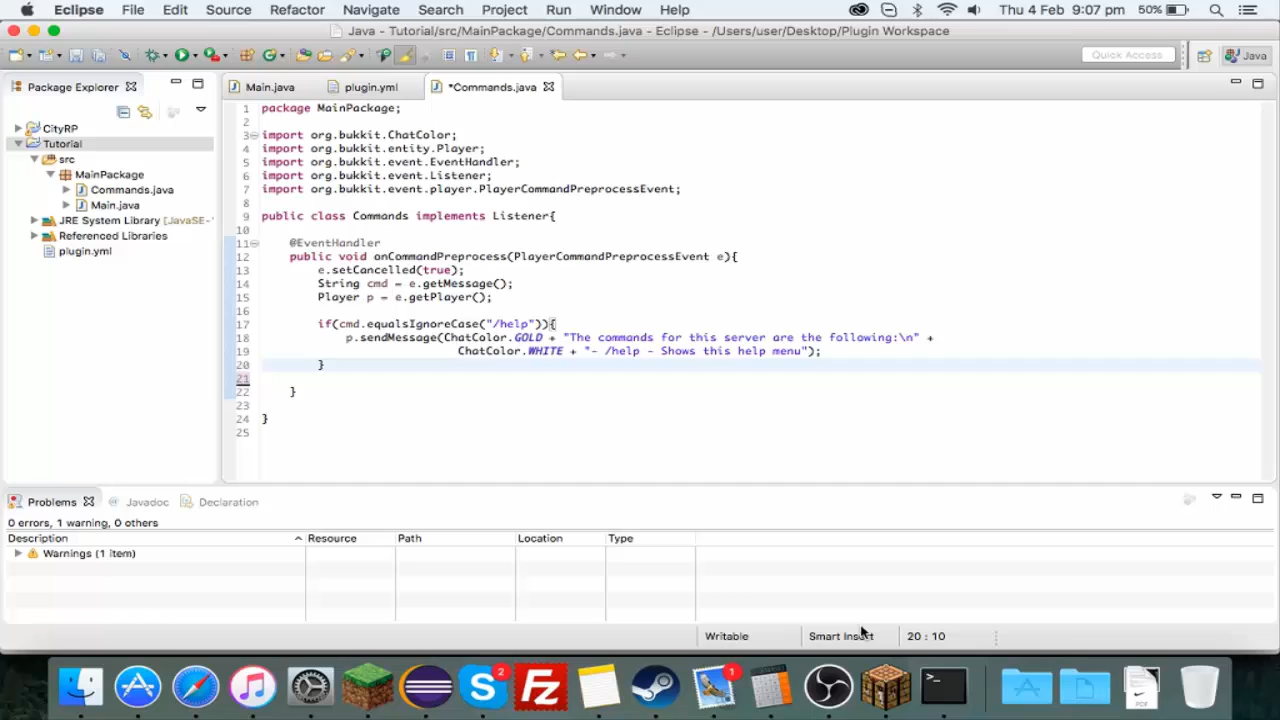 Eclipse File Edit Source Refactor Navigate Search Project Run Window Help Thu 4 Feb 9:07 pm 50%
Java - Tutorial/src/MainPackage/Commands.java - Eclipse - /Users/user/Desktop/Plugin Workspace
Quick Access Java
Package Explorer
Main.java plugin.yml *Commands.java
CityRP
Tutorial
src
MainPackage
Commands.java
Main.java
JRE System Library [JavaSE-
Referenced Libraries
plugin.yml
1 package MainPackage;
2
3 import org.bukkit.ChatColor;
4 import org.bukkit.entity.Player;
5 import org.bukkit.event.EventHandler;
6 import org.bukkit.event.Listener;
7 import org.bukkit.event.player.PlayerCommandPreprocessEvent;
8
9 public class Commands implements Listener{
10
11 @EventHandler
12 public void onCommandPreprocess(PlayerCommandPreprocessEvent e){
13 e.setCancelled(true);
14 String cmd = e.getMessage();
15 Player p = e.getPlayer();
16
17 if(cmd.equalsIgnoreCase("/help")){
18 p.sendMessage(ChatColor.GOLD + "The commands for this server are the following:\n" +
19 ChatColor.WHITE + "- /help - Shows this help menu");
20 }
21
22 }
23
24 }
25
Problems Javadoc Declaration
0 errors, 1 warning, 0 others
Description Resource Path Location Type
Warnings (1 item)
Writable Smart Insert 20 : 10
2 1
PDF